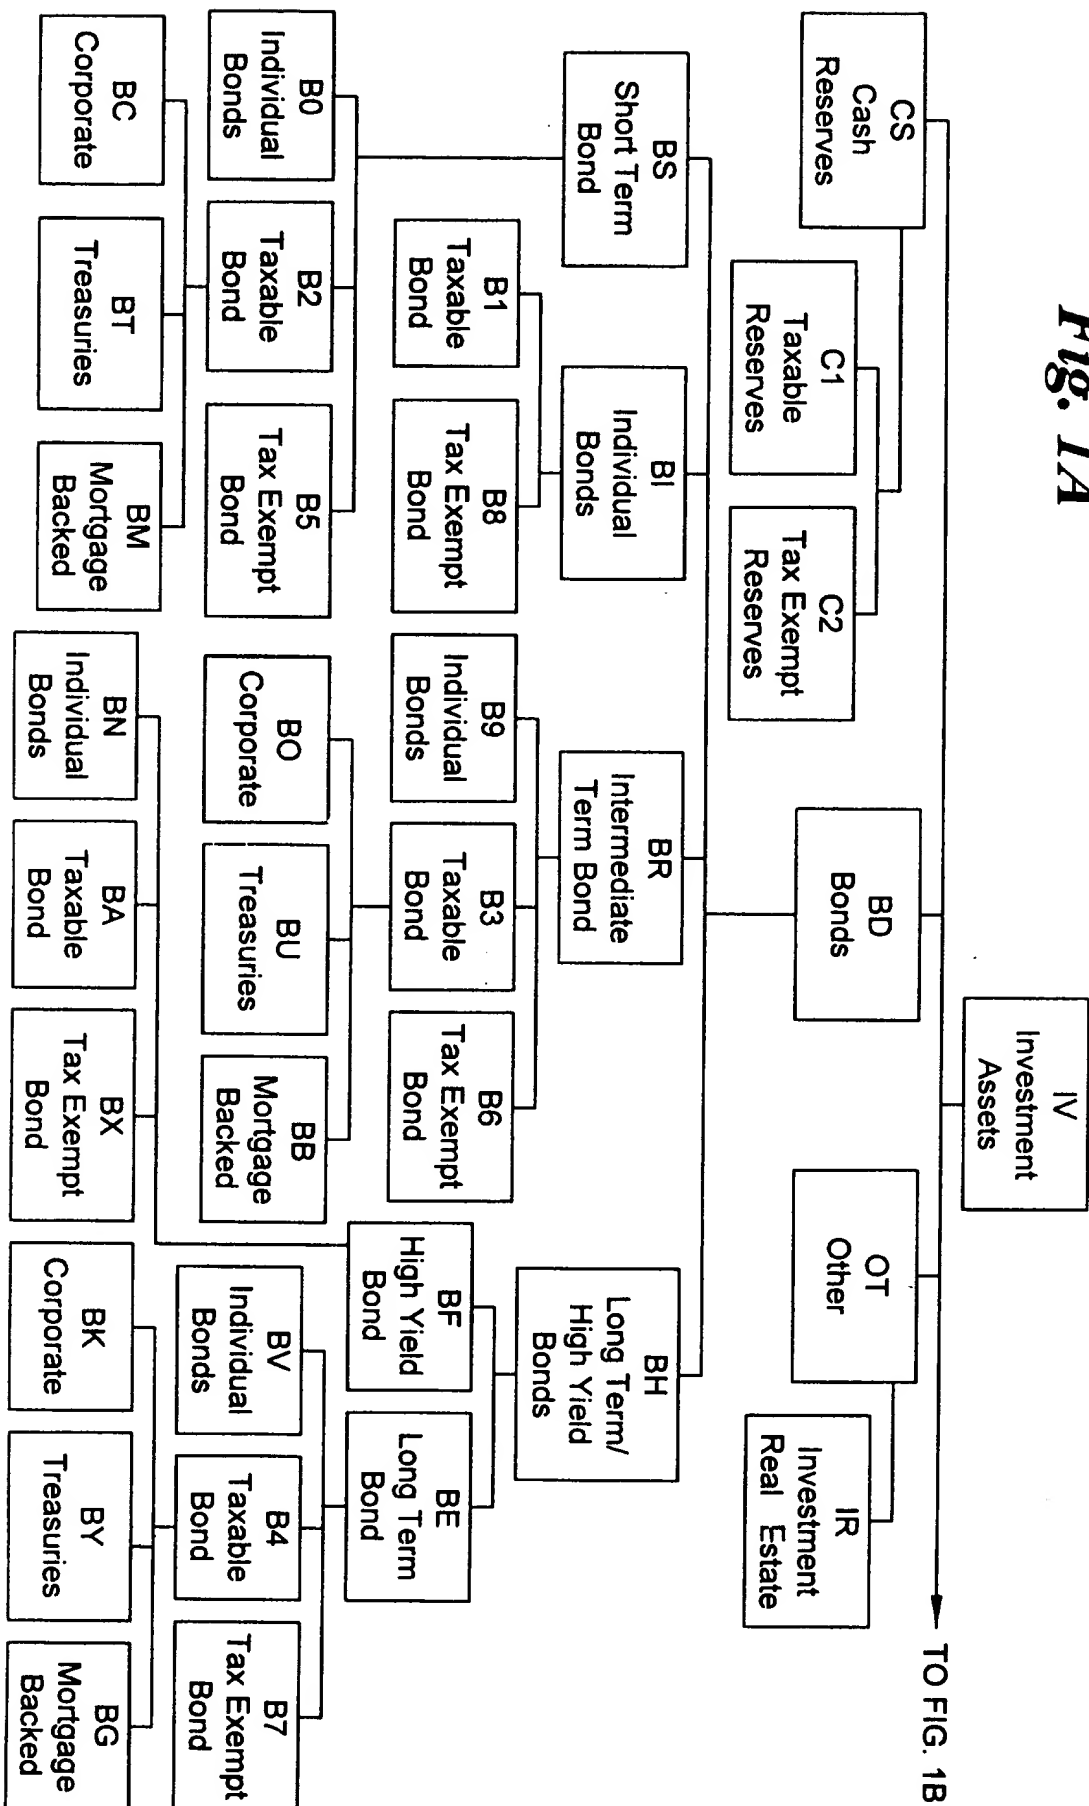 Fig. 1A
IV
Investment
Assets
TO FIG. 1B
CS
Cash
Reserves
BD
Bonds
OT
Other
C1
Taxable
Reserves
C2
Tax Exempt
Reserves
IR
Investment
Real Estate
BS
Short Term
Bond
BI
Individual
Bonds
BR
Intermediate
Term Bond
BH
Long Term/
High Yield
Bonds
B1
Taxable
Bond
B8
Tax Exempt
Bond
B9
Individual
Bonds
B3
Taxable
Bond
B6
Tax Exempt
Bond
BF
High Yield
Bond
BE
Long Term
Bond
B0
Individual
Bonds
B2
Taxable
Bond
B5
Tax Exempt
Bond
BO
Corporate
BU
Treasuries
BB
Mortgage
Backed
BV
Individual
Bonds
B4
Taxable
Bond
B7
Tax Exempt
Bond
BC
Corporate
BT
Treasuries
BM
Mortgage
Backed
BN
Individual
Bonds
BA
Taxable
Bond
BX
Tax Exempt
Bond
BK
Corporate
BY
Treasuries
BG
Mortgage
Backed